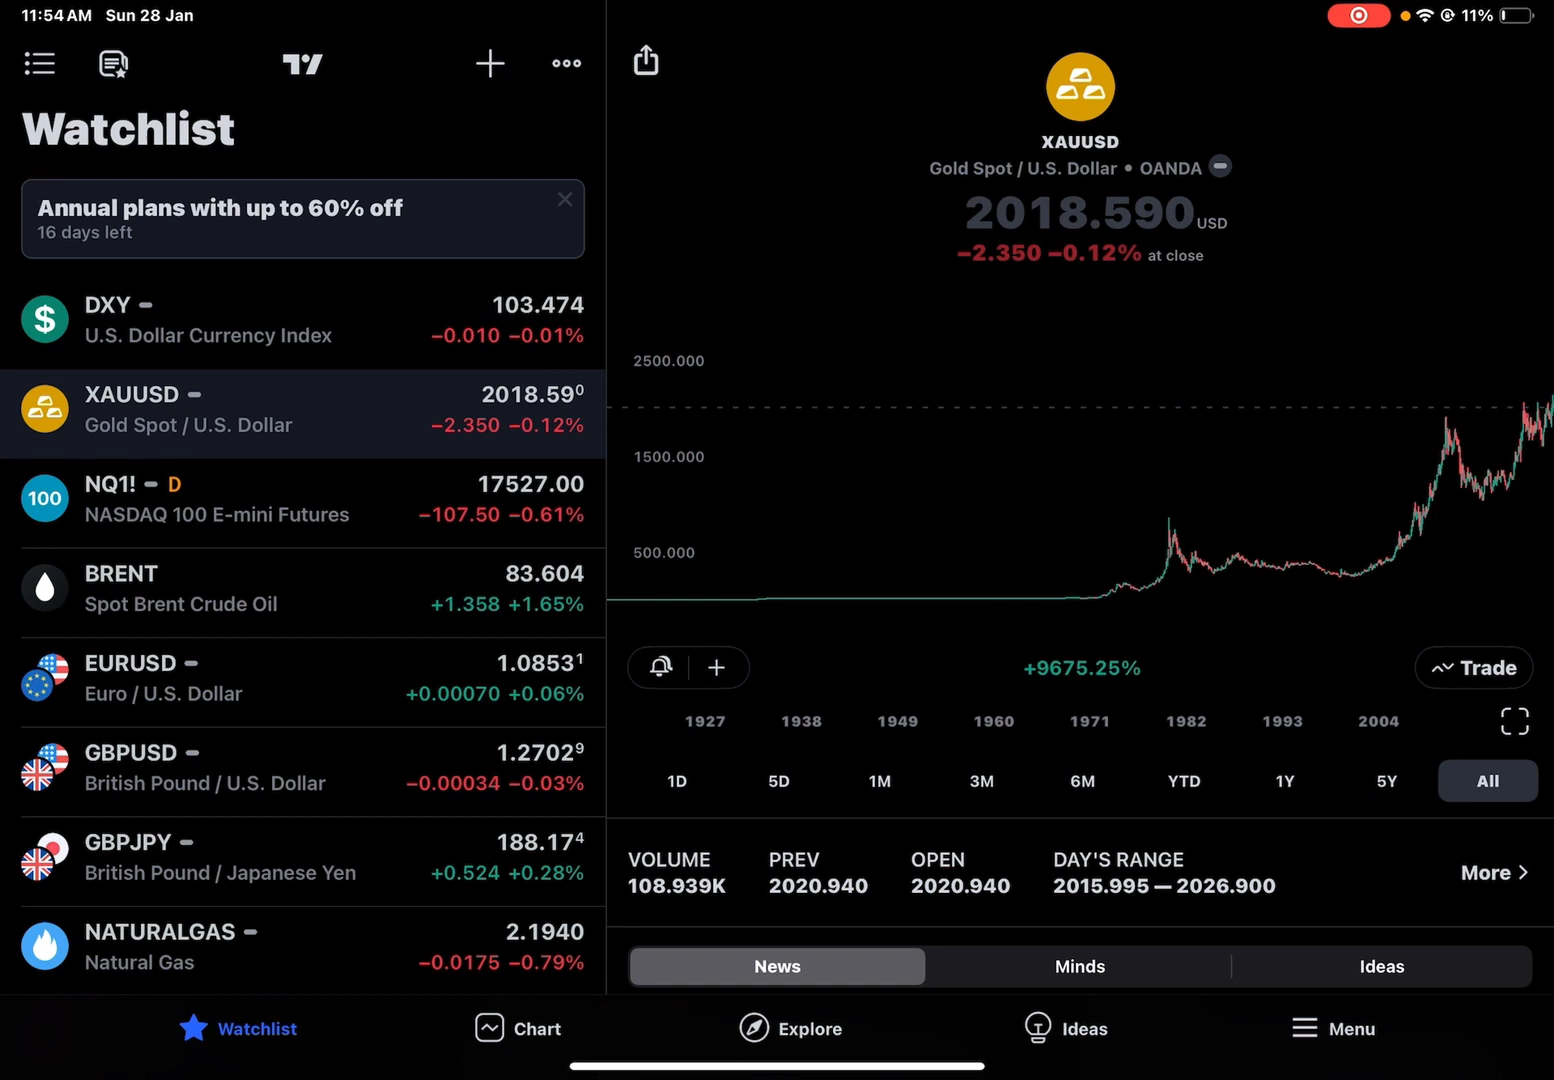 11:54 AM Sun 28 Jan
11%
Watchlist
Annual plans with up to 60% off
16 days left
DXY 103.474
U.S. Dollar Currency Index −0.010 −0.01%
XAUUSD 2018.59⁰
Gold Spot / U.S. Dollar −2.350 −0.12%
100
NQ1! D 17527.00
NASDAQ 100 E-mini Futures −107.50 −0.61%
BRENT 83.604
Spot Brent Crude Oil +1.358 +1.65%
EURUSD 1.0853¹
Euro / U.S. Dollar +0.00070 +0.06%
GBPUSD 1.2702⁹
British Pound / U.S. Dollar −0.00034 −0.03%
GBPJPY 188.17⁴
British Pound / Japanese Yen +0.524 +0.28%
NATURALGAS 2.1940
Natural Gas −0.0175 −0.79%
XAUUSD
Gold Spot / U.S. Dollar • OANDA
2018.590 USD
−2.350 −0.12% at close
2500.000
1500.000
500.000
+9675.25%
Trade
1927 1938 1949 1960 1971 1982 1993 2004
1D 5D 1M 3M 6M YTD 1Y 5Y All
VOLUME PREV OPEN DAY'S RANGE
108.939K 2020.940 2020.940 2015.995 — 2026.900
More >
News Minds Ideas
Watchlist Chart Explore Ideas Menu